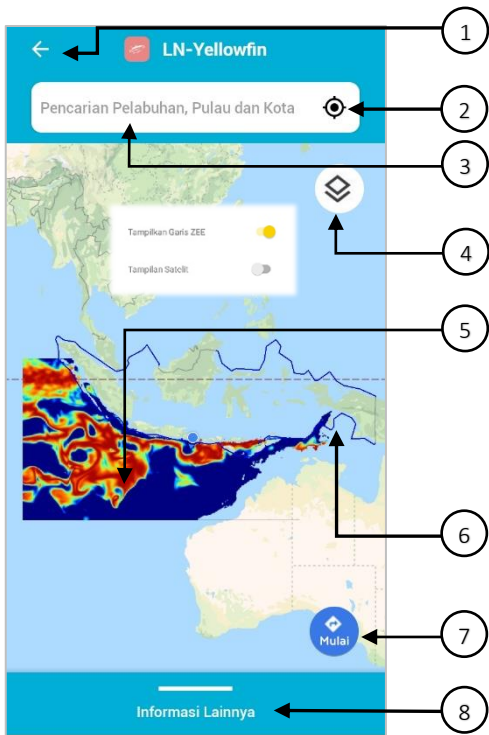 1
LN-Yellowfin
Pencarian Pelabuhan, Pulau dan Kota
2
3
Tampilkan Garis ZEE
Tampilan Satelit
4
5
6
Mulai
7
Informasi Lainnya
8